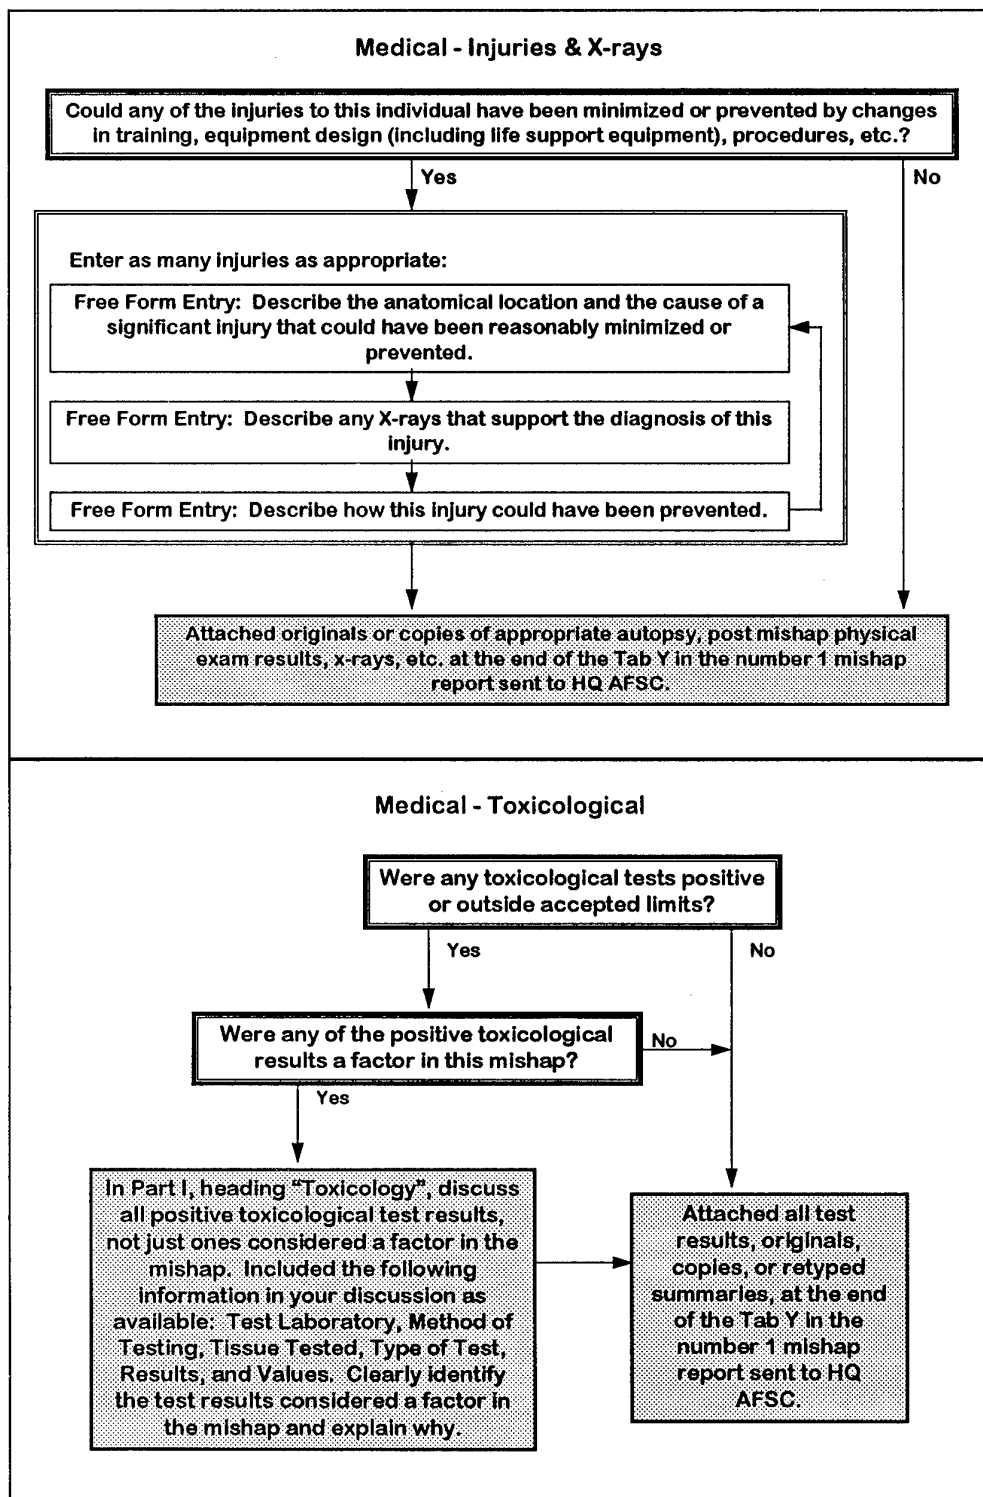 Medical - Injuries & X-rays
Could any of the injuries to this individual have been minimized or prevented by changes
in training, equipment design (including life support equipment), procedures, etc.?
Yes
No
Enter as many injuries as appropriate:
Free Form Entry: Describe the anatomical location and the cause of a
significant injury that could have been reasonably minimized or
prevented.
Free Form Entry: Describe any X-rays that support the diagnosis of this
injury.
Free Form Entry: Describe how this injury could have been prevented.
Attached originals or copies of appropriate autopsy, post mishap physical
exam results, x-rays, etc. at the end of the Tab Y in the number 1 mishap
report sent to HQ AFSC.
Medical - Toxicological
Were any toxicological tests positive
or outside accepted limits?
Yes
No
Were any of the positive toxicological
results a factor in this mishap?
No
Yes
In Part I, heading “Toxicology”, discuss
all positive toxicological test results,
not just ones considered a factor in the
mishap. Included the following
information in your discussion as
available: Test Laboratory, Method of
Testing, Tissue Tested, Type of Test,
Results, and Values. Clearly identify
the test results considered a factor in
the mishap and explain why.
Attached all test
results, originals,
copies, or retyped
summaries, at the end
of the Tab Y in the
number 1 mishap
report sent to HQ
AFSC.